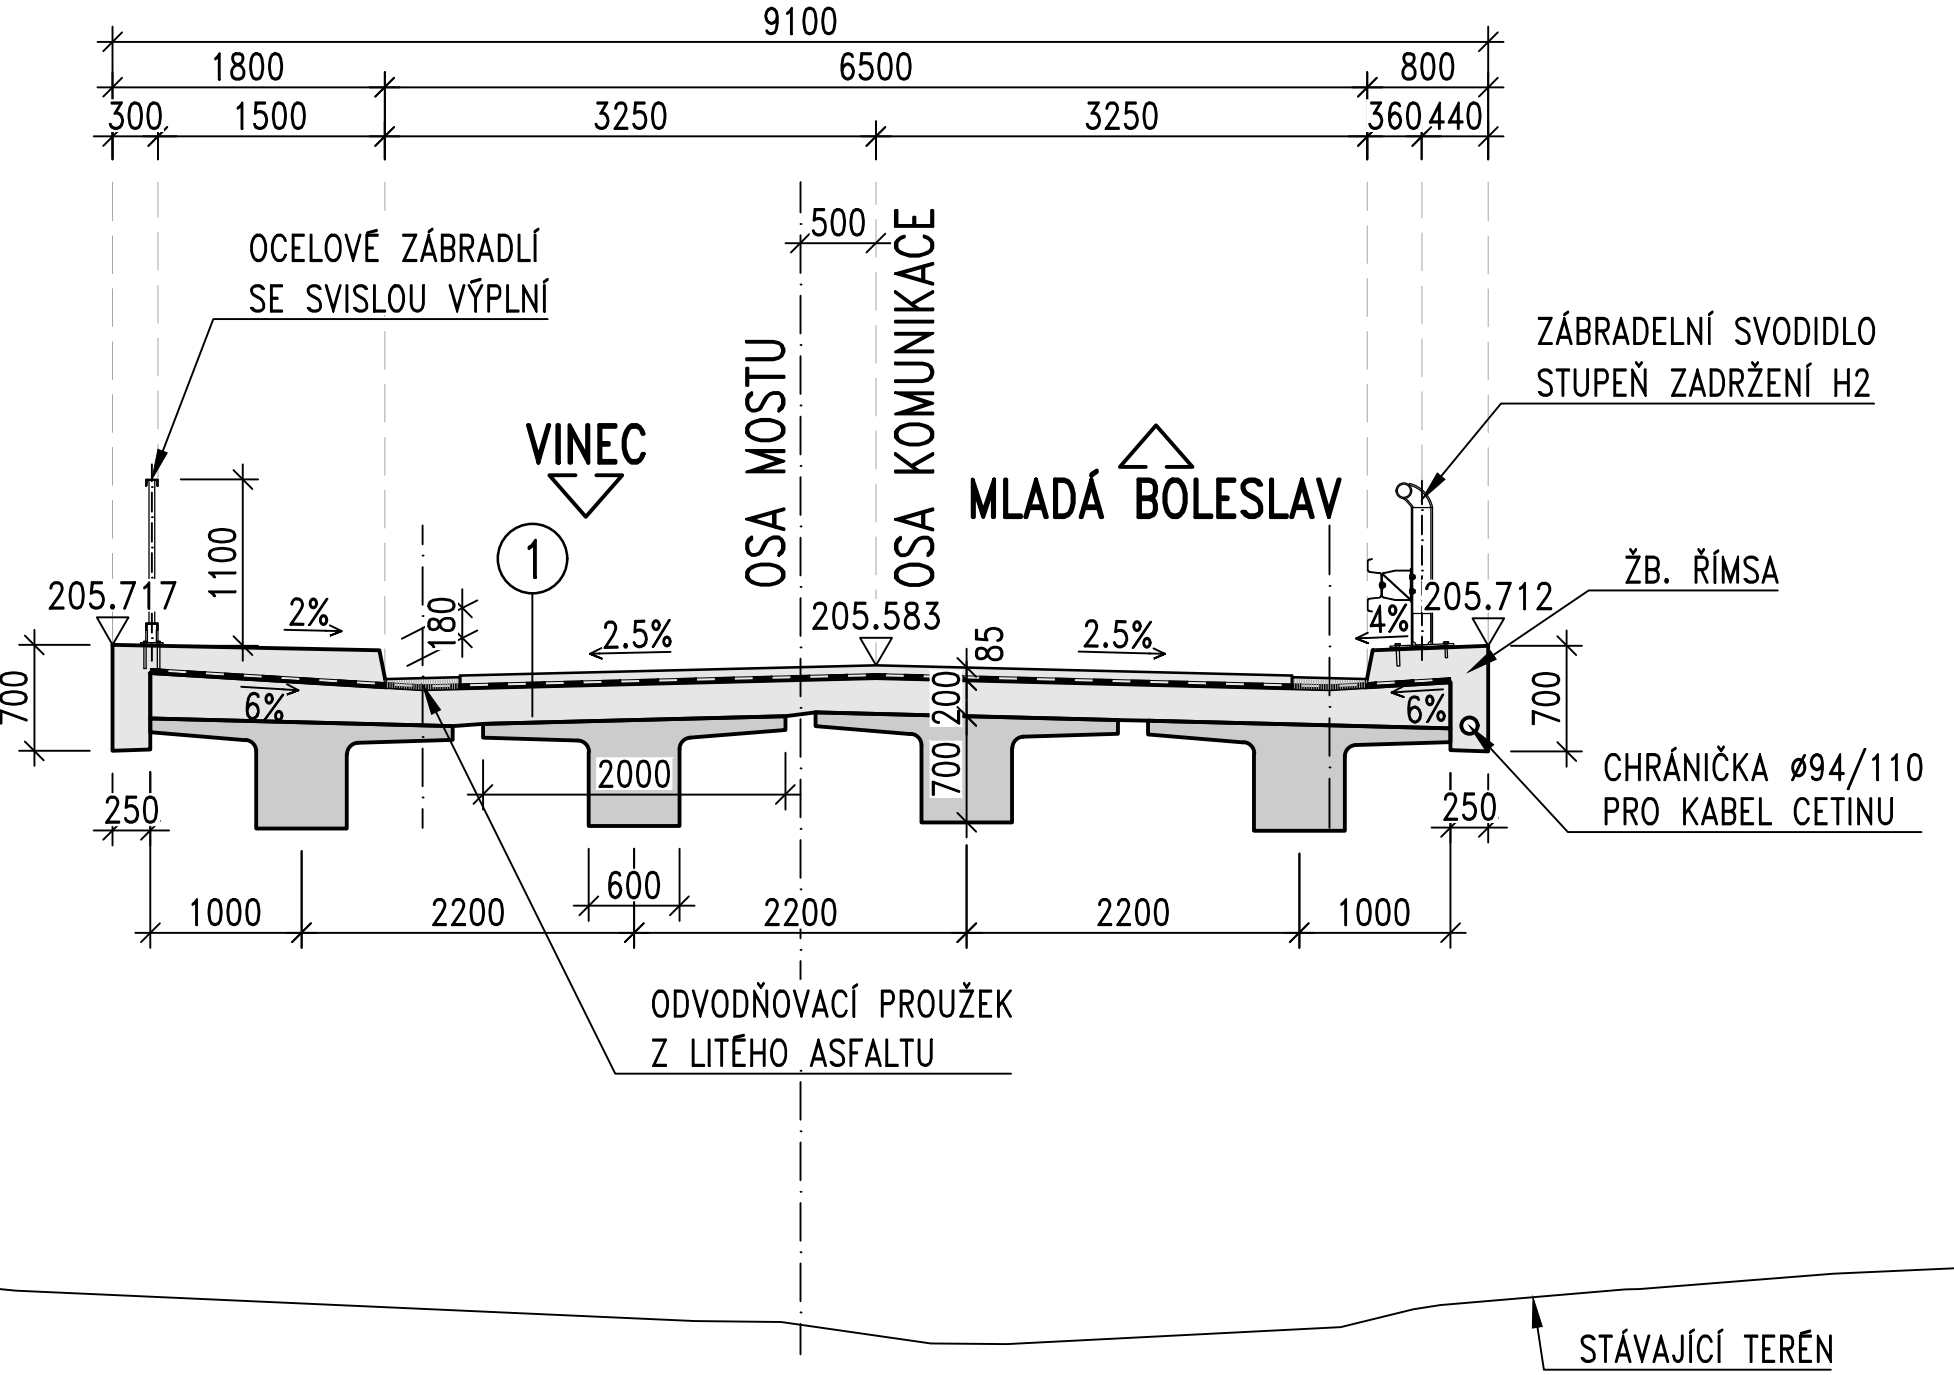 9100
1800 6500 800
300 1500 3250 3250 360 440
500
OCELOVÉ ZÁBRADLÍ
SE SVISLOU VÝPLNÍ
OSA MOSTU
OSA KOMUNIKACE
ZÁBRADELNÍ SVODIDLO
STUPEŇ ZADRŽENÍ H2
VINEC
MLADÁ BOLESLAV
1
1100
ŽB. ŘÍMSA
205.717
2%
180
2.5%
205.583
85
2.5%
4%
205.712
700
6%
200
6%
700
2000
700
CHRÁNIČKA ø94/110
PRO KABEL CETINU
250
250
600
1000 2200 2200 2200 1000
ODVODŇOVACÍ PROUŽEK
Z LITÉHO ASFALTU
STÁVAJÍCÍ TERÉN